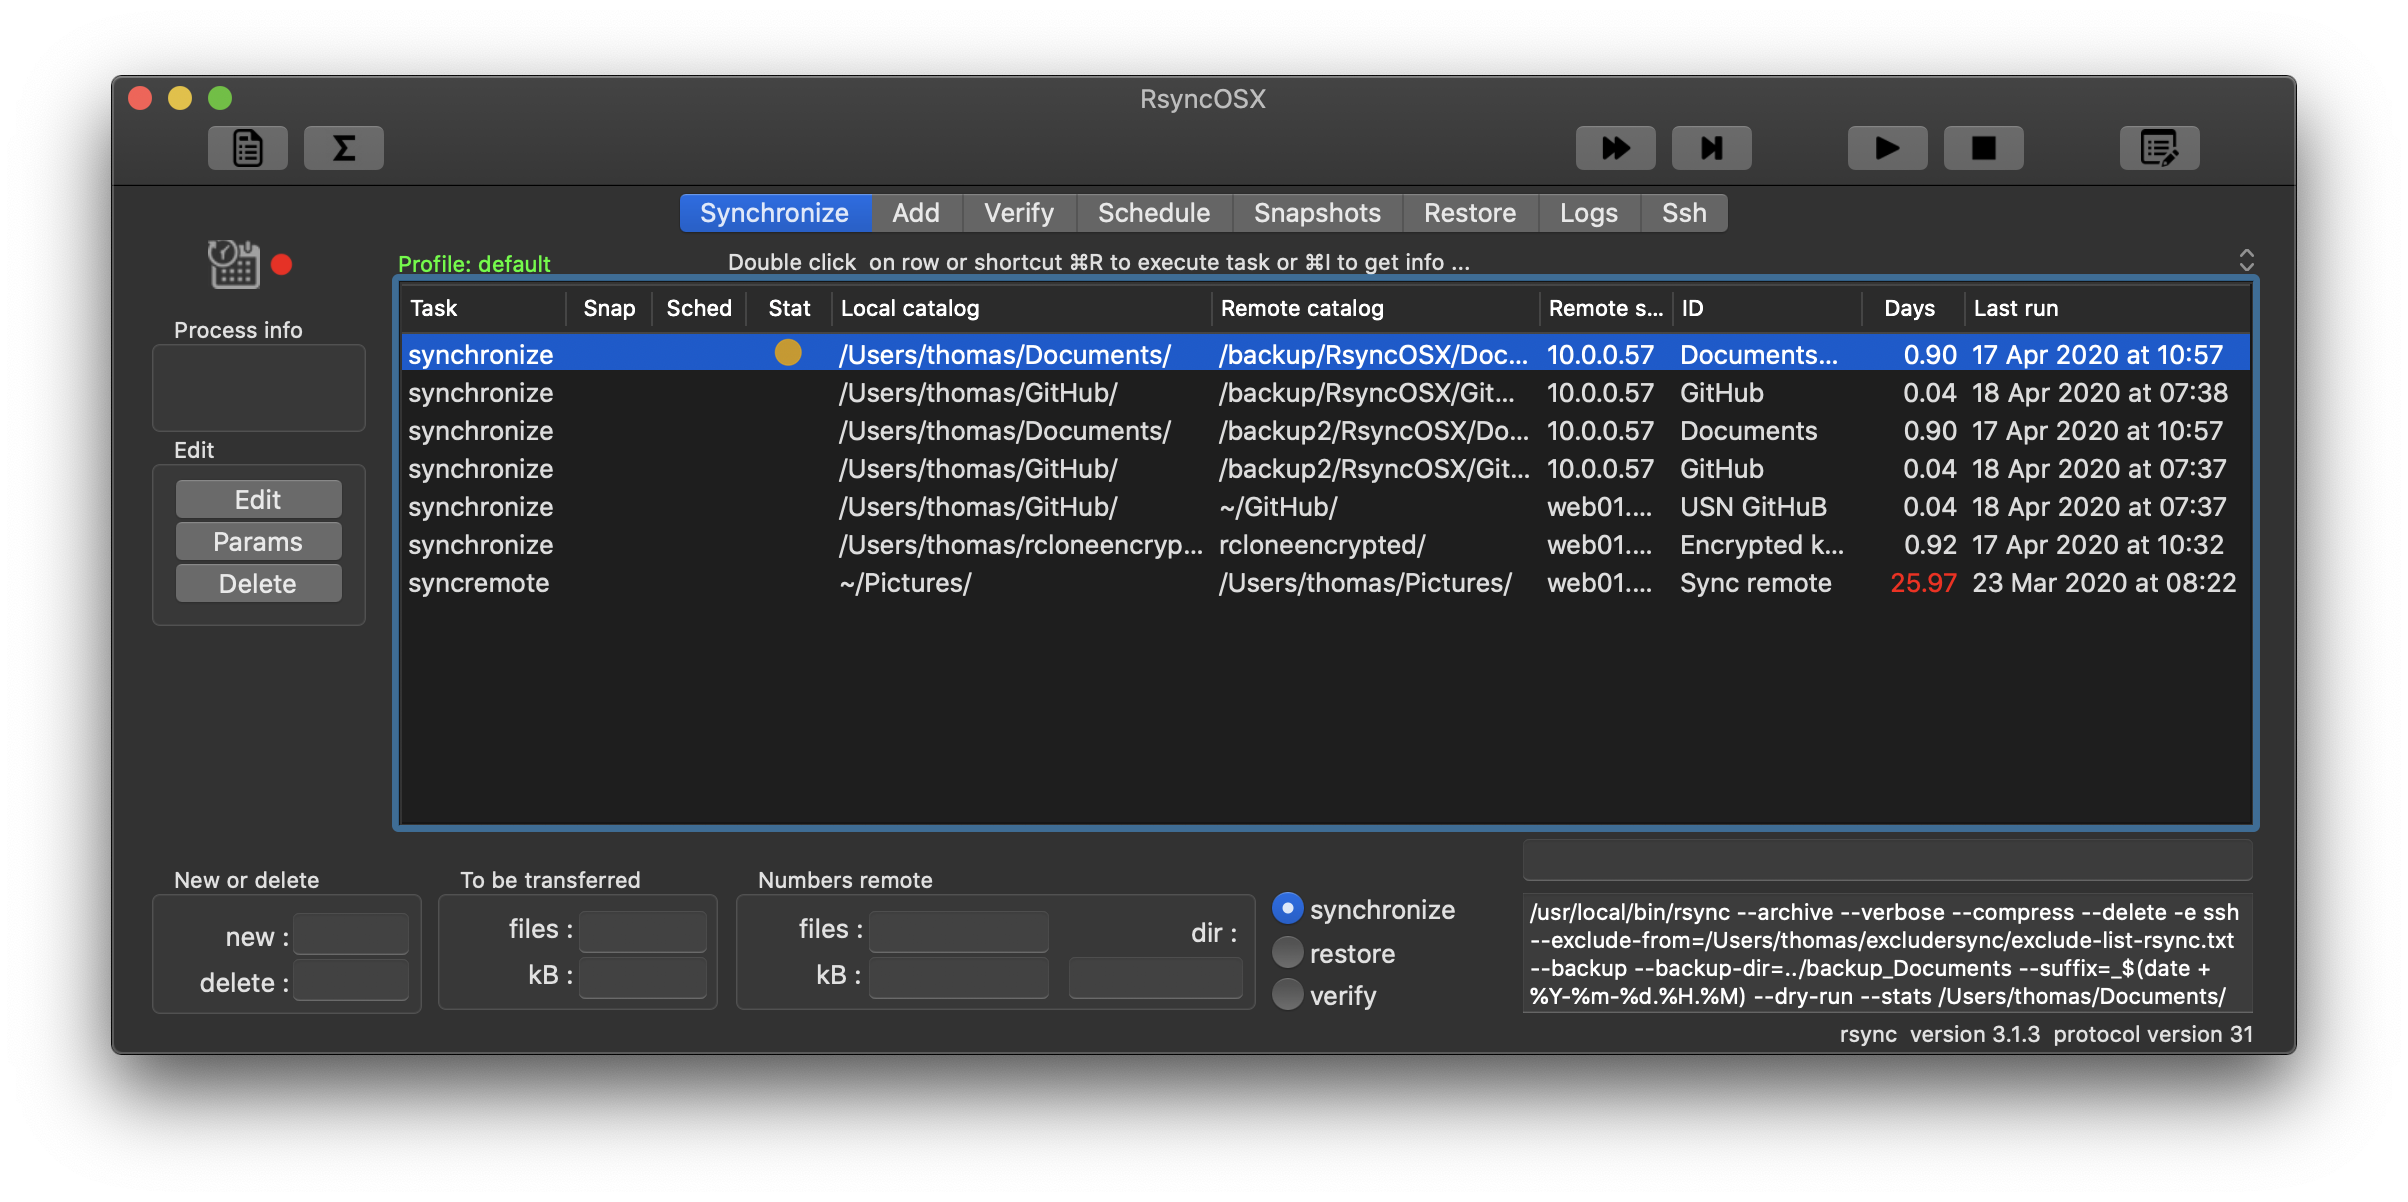 RsyncOSX
Synchronize Add Verify Schedule Snapshots Restore Logs Ssh
Profile: default Double click on row or shortcut ⌘R to execute task or ⌘I to get info ...
Task Snap Sched Stat Local catalog Remote catalog Remote s... ID Days Last run
synchronize /Users/thomas/Documents/ /backup/RsyncOSX/Doc... 10.0.0.57 Documents... 0.90 17 Apr 2020 at 10:57
synchronize /Users/thomas/GitHub/ /backup/RsyncOSX/Git... 10.0.0.57 GitHub 0.04 18 Apr 2020 at 07:38
synchronize /Users/thomas/Documents/ /backup2/RsyncOSX/Do... 10.0.0.57 Documents 0.90 17 Apr 2020 at 10:57
synchronize /Users/thomas/GitHub/ /backup2/RsyncOSX/Git... 10.0.0.57 GitHub 0.04 18 Apr 2020 at 07:37
synchronize /Users/thomas/GitHub/ ~/GitHub/ web01.... USN GitHuB 0.04 18 Apr 2020 at 07:37
synchronize /Users/thomas/rcloneencryp... rcloneencrypted/ web01.... Encrypted k... 0.92 17 Apr 2020 at 10:32
syncremote ~/Pictures/ /Users/thomas/Pictures/ web01.... Sync remote 25.97 23 Mar 2020 at 08:22
Process info
Edit
Edit
Params
Delete
New or delete
new :
delete :
To be transferred
files :
kB :
Numbers remote
files :
dir :
kB :
synchronize
restore
verify
/usr/local/bin/rsync --archive --verbose --compress --delete -e ssh
--exclude-from=/Users/thomas/excludersync/exclude-list-rsync.txt
--backup --backup-dir=../backup_Documents --suffix=_$(date +
%Y-%m-%d.%H.%M) --dry-run --stats /Users/thomas/Documents/
rsync version 3.1.3 protocol version 31